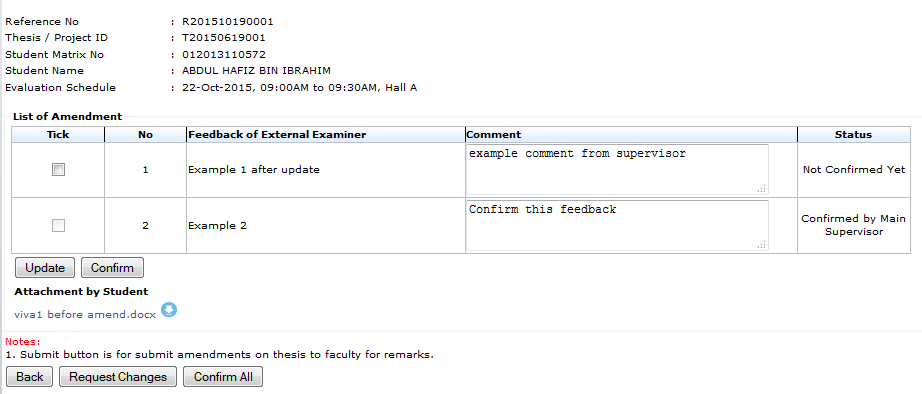 Reference No : R201510190001
Thesis / Project ID : T20150619001
Student Matrix No : 012013110572
Student Name : ABDUL HAFIZ BIN IBRAHIM
Evaluation Schedule : 22-Oct-2015, 09:00AM to 09:30AM, Hall A
List of Amendment
Tick No Feedback of External Examiner Comment Status
1 Example 1 after update example comment from supervisor Not Confirmed Yet
2 Example 2 Confirm this feedback Confirmed by Main
Supervisor
Update Confirm
Attachment by Student
viva1 before amend.docx
Notes:
1. Submit button is for submit amendments on thesis to faculty for remarks.
Back Request Changes Confirm All